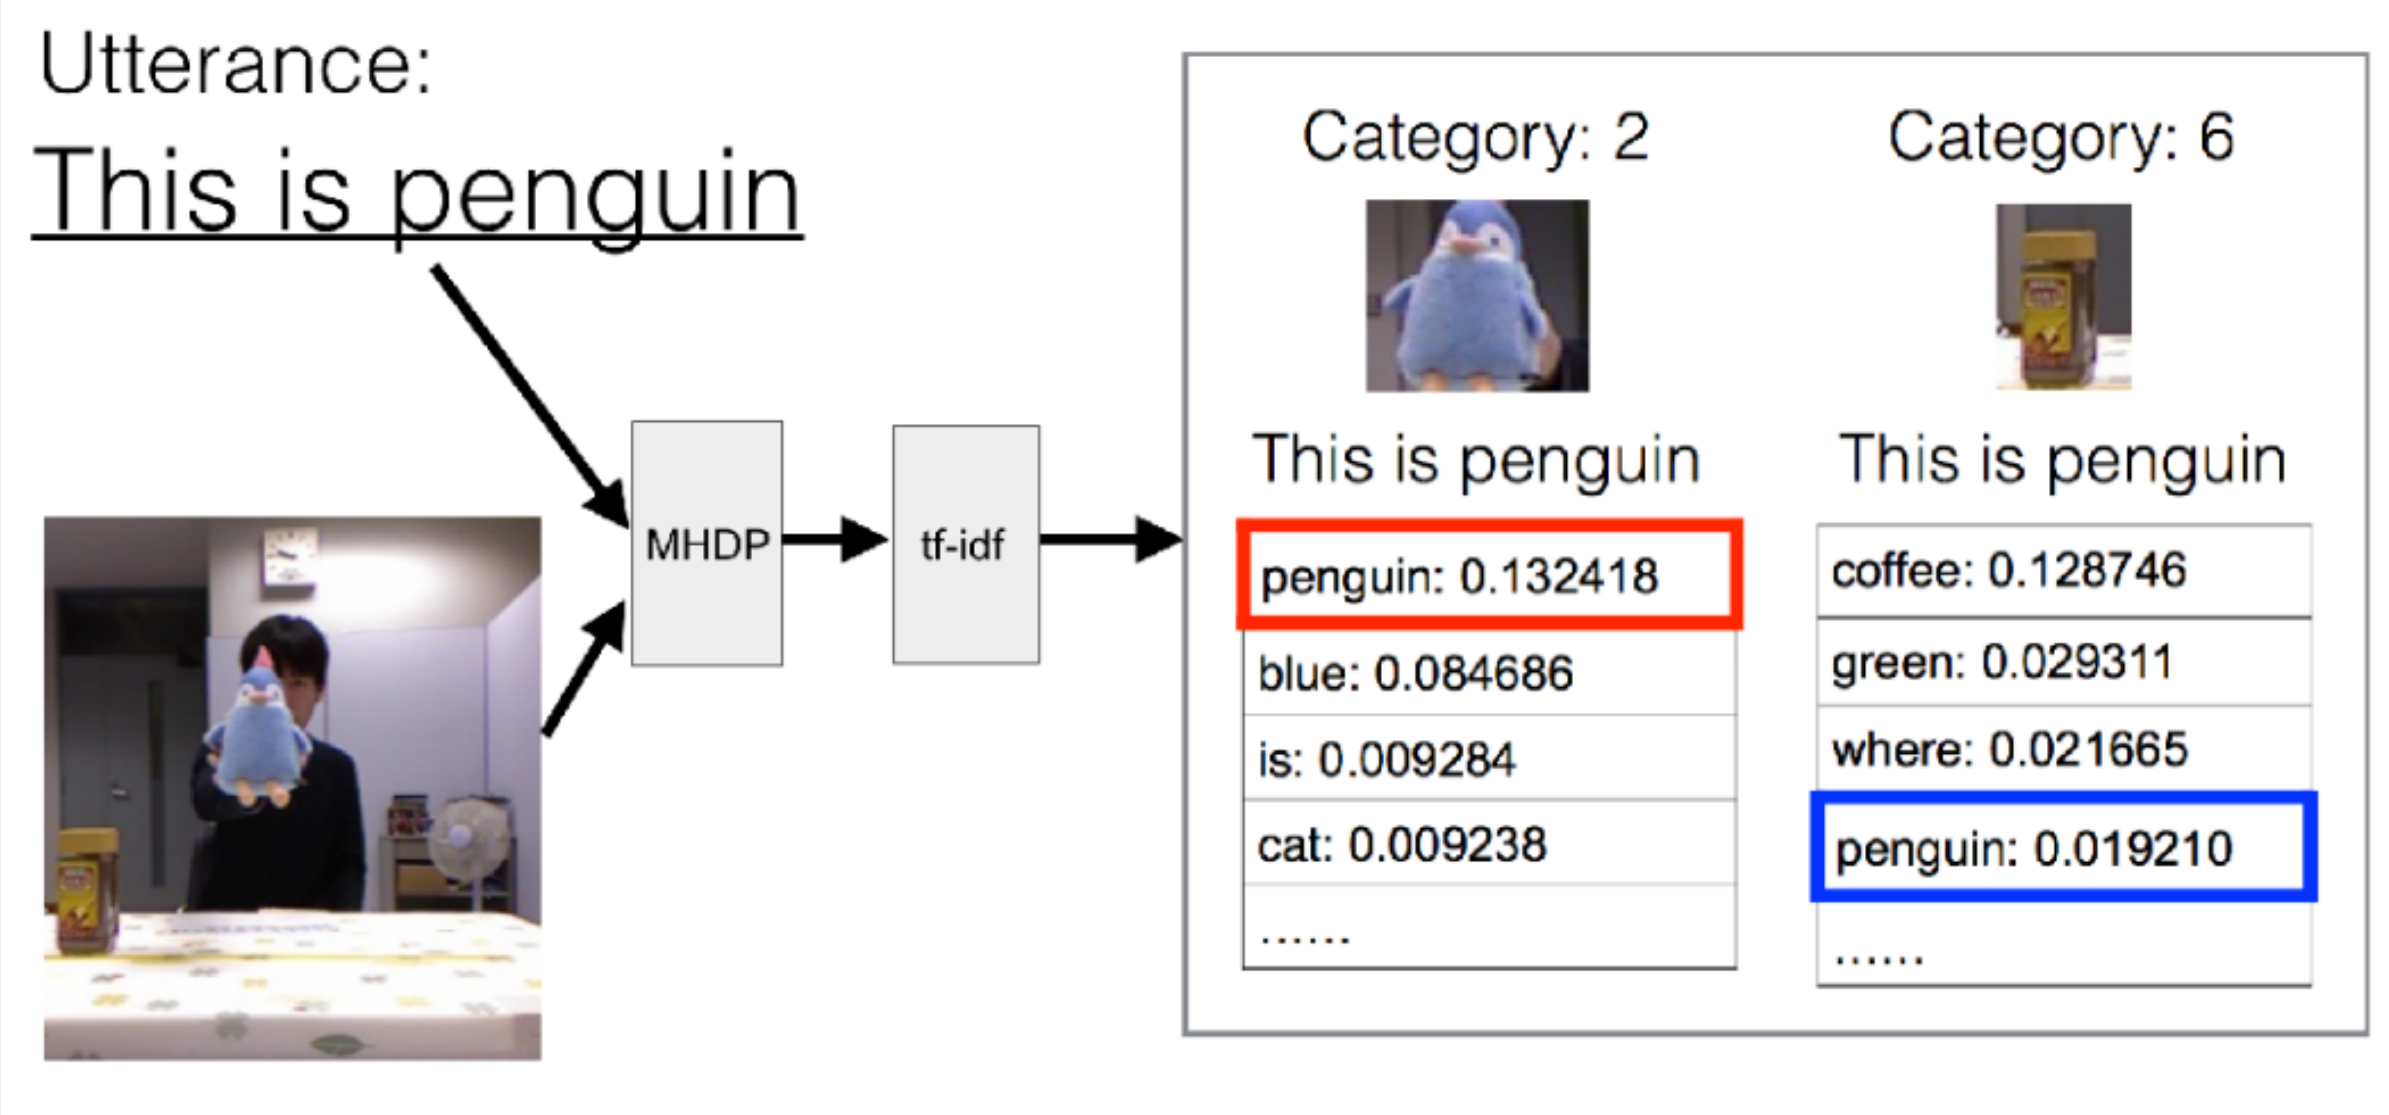 Utterance:
This is penguin
MHDP
tf-idf
Category: 2
This is penguin
penguin: 0.132418
blue: 0.084686
is: 0.009284
cat: 0.009238
......
Category: 6
This is penguin
coffee: 0.128746
green: 0.029311
where: 0.021665
penguin: 0.019210
......